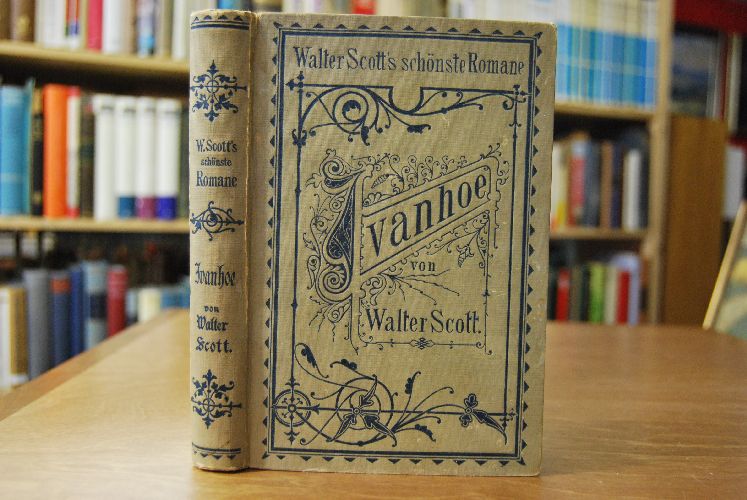 W. Scott's
schönste
Romane
Ivanhoe
von
Walter
Scott.
Walter Scott's schönste Romane
Ivanhoe
von
Walter Scott.